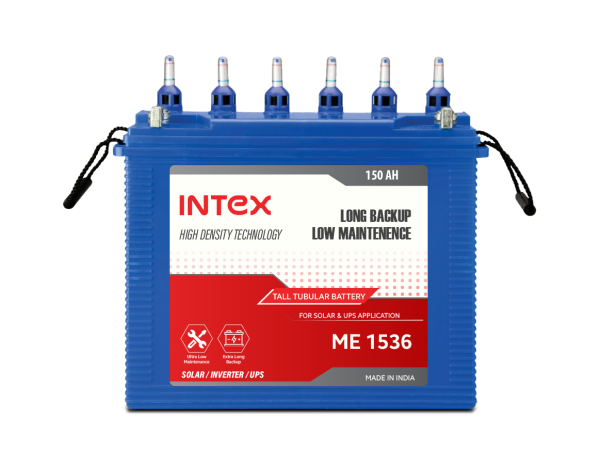 150 AH
INTEX
HIGH DENSITY TECHNOLOGY
LONG BACKUP
LOW MAINTENENCE
TALL TUBULAR BATTERY
FOR SOLAR & UPS APPLICATION
ME 1536
Ultra Low
Maintenance
Extra Long
Backup
SOLAR / INVERTER / UPS
MADE IN INDIA